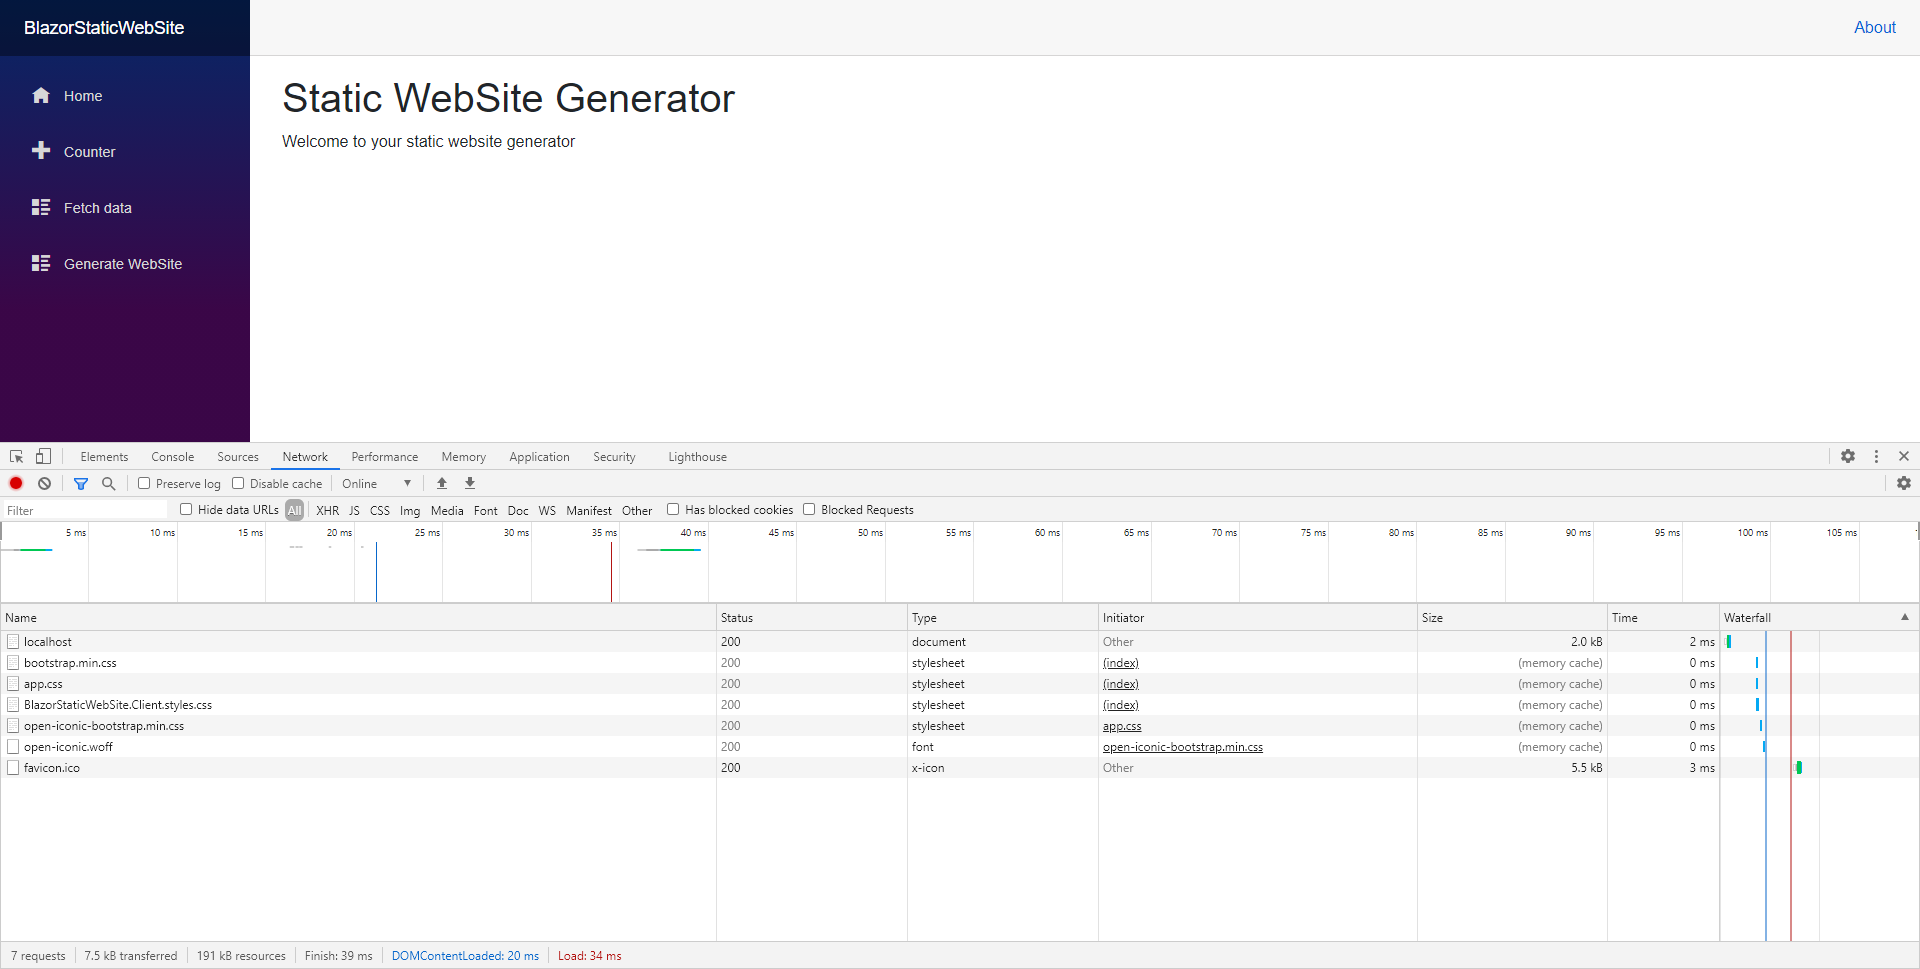 BlazorStaticWebSite
About
Home
Counter
Fetch data
Generate WebSite
Static WebSite Generator
Welcome to your static website generator
Elements Console Sources Network Performance Memory Application Security Lighthouse
Preserve log Disable cache Online
Filter Hide data URLs All XHR JS CSS Img Media Font Doc WS Manifest Other Has blocked cookies Blocked Requests
5 ms 10 ms 15 ms 20 ms 25 ms 30 ms 35 ms 40 ms 45 ms 50 ms 55 ms 60 ms 65 ms 70 ms 75 ms 80 ms 85 ms 90 ms 95 ms 100 ms 105 ms
Name Status Type Initiator Size Time Waterfall
localhost 200 document Other 2.0 kB 2 ms
bootstrap.min.css 200 stylesheet (index) (memory cache) 0 ms
app.css 200 stylesheet (index) (memory cache) 0 ms
BlazorStaticWebSite.Client.styles.css 200 stylesheet (index) (memory cache) 0 ms
open-iconic-bootstrap.min.css 200 stylesheet app.css (memory cache) 0 ms
open-iconic.woff 200 font open-iconic-bootstrap.min.css (memory cache) 0 ms
favicon.ico 200 x-icon Other 5.5 kB 3 ms
7 requests 7.5 kB transferred 191 kB resources Finish: 39 ms DOMContentLoaded: 20 ms Load: 34 ms